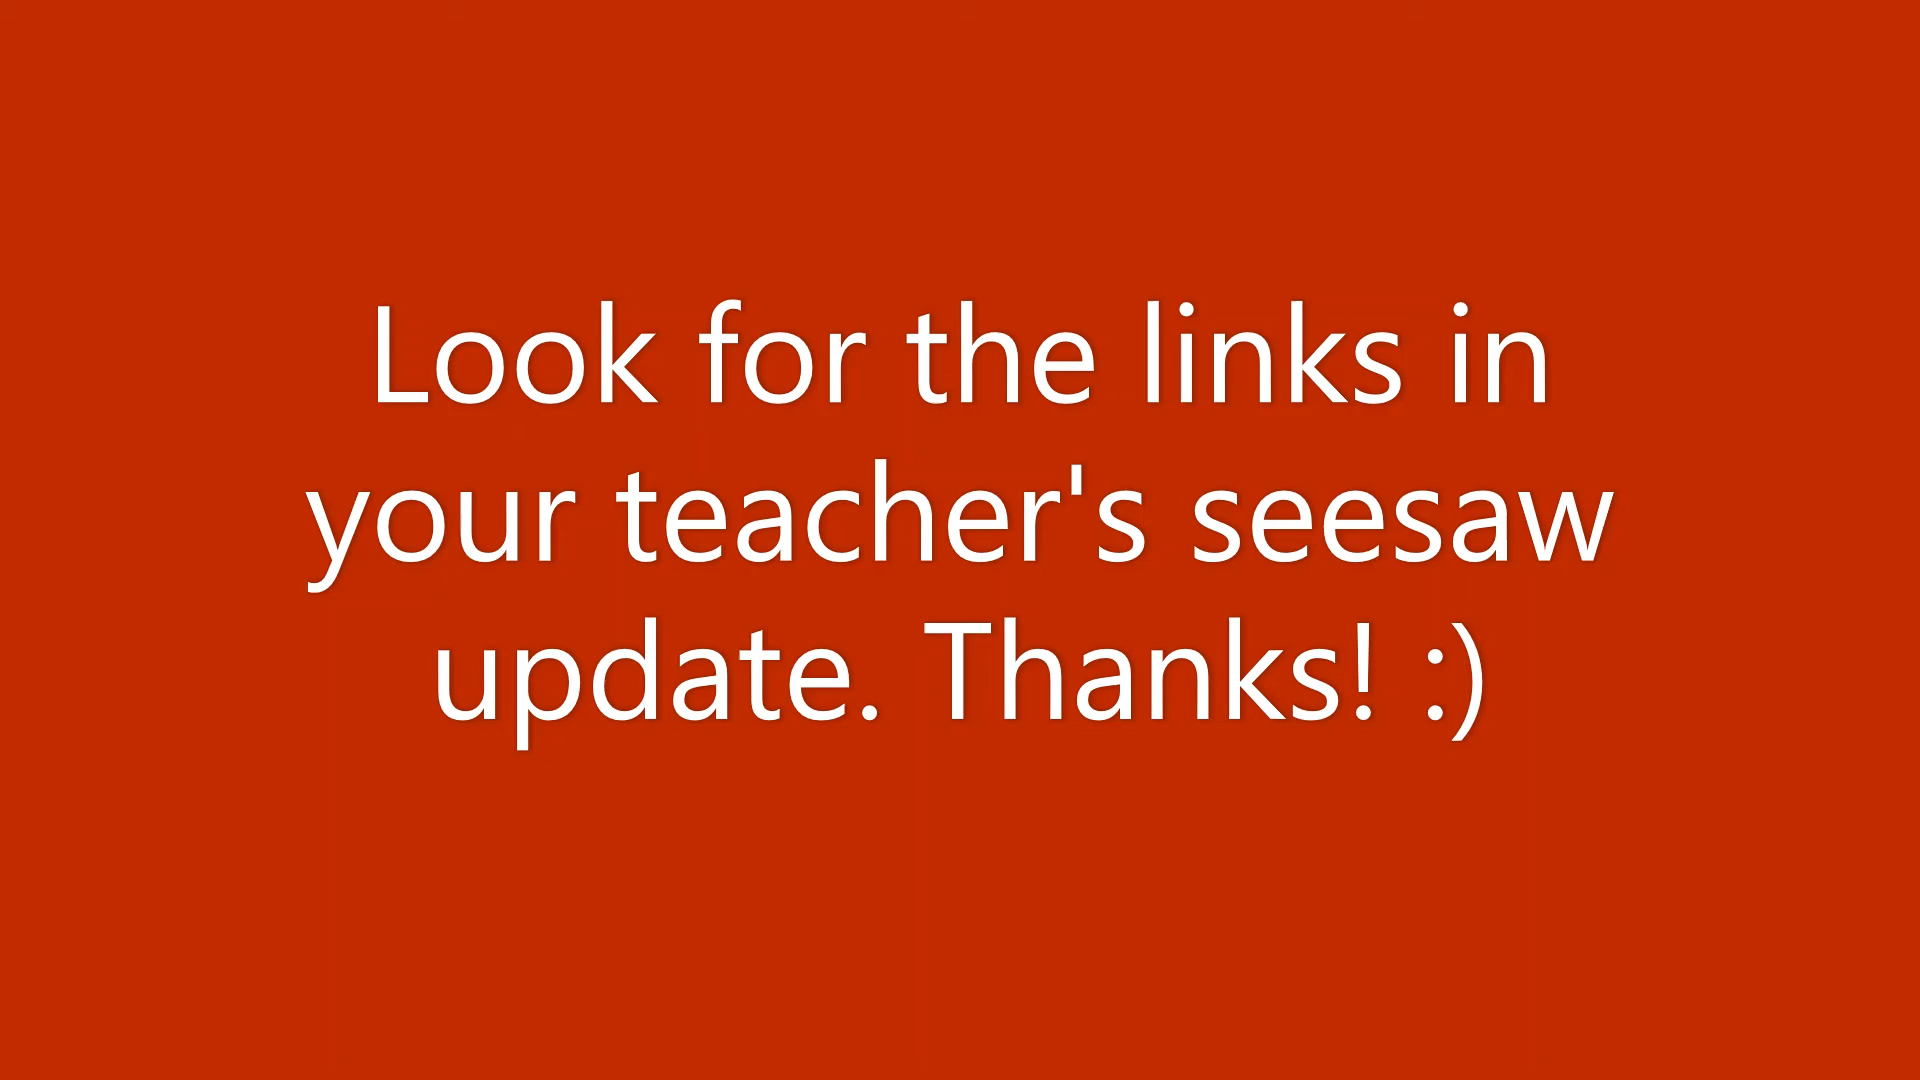 Look for the links in
your teacher's seesaw
update. Thanks! :)